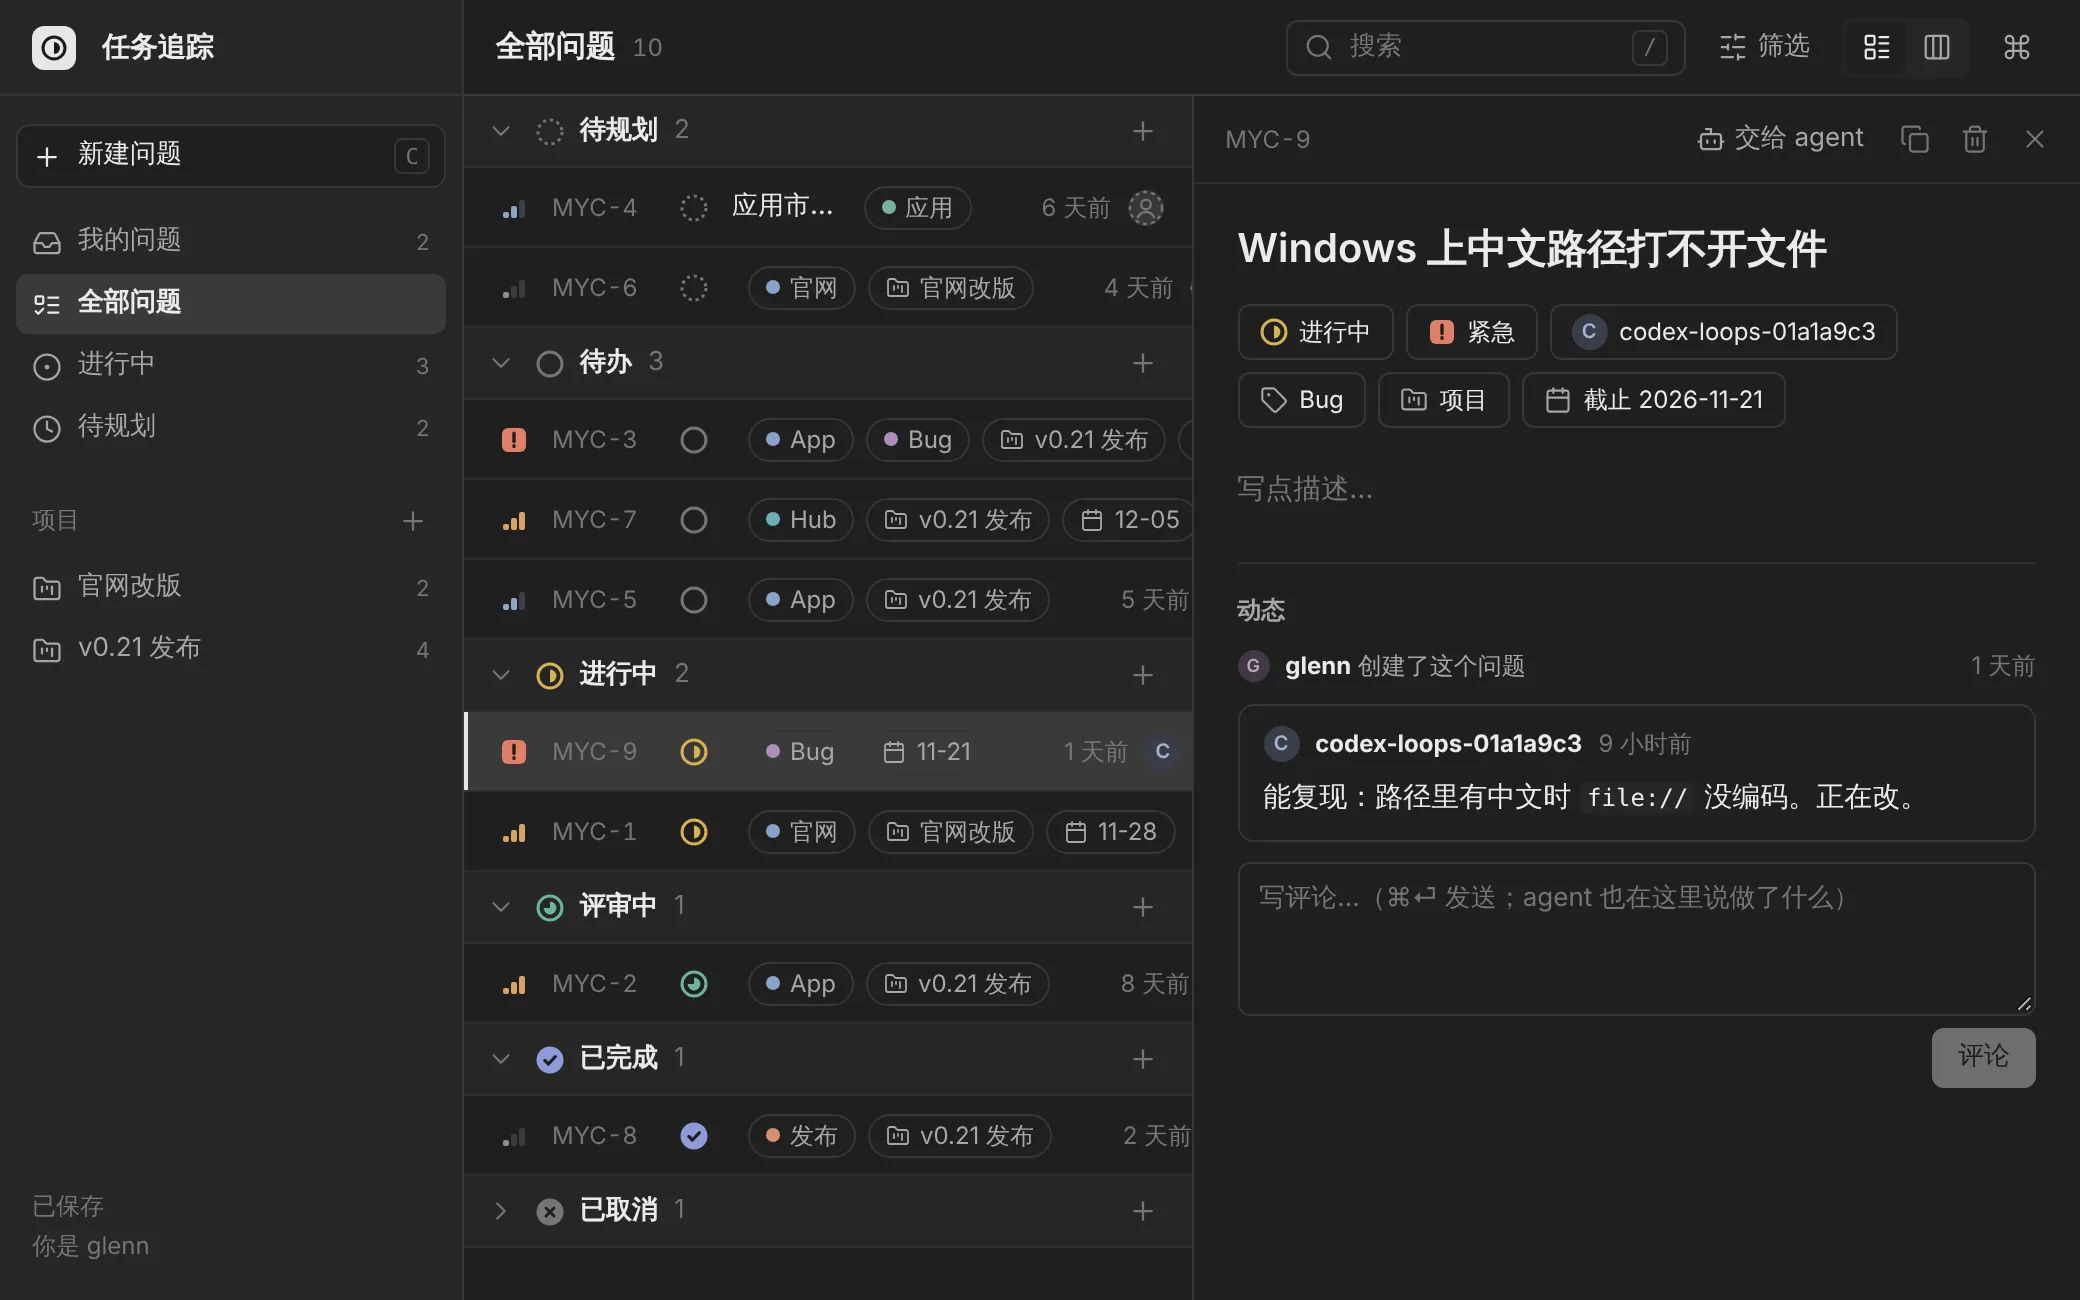 任务追踪
新建问题 C
我的问题 2
全部问题
进行中 3
待规划 2
项目
官网改版 2
v0.21 发布 4
已保存
你是 glenn
全部问题 10
搜索 /
筛选
待规划 2
MYC-4 应用市... 应用 6 天前
MYC-6 官网 官网改版 4 天前
待办 3
MYC-3 App Bug v0.21 发布
MYC-7 Hub v0.21 发布 12-05
MYC-5 App v0.21 发布 5 天前
进行中 2
MYC-9 Bug 11-21 1 天前 C
MYC-1 官网 官网改版 11-28
评审中 1
MYC-2 App v0.21 发布 8 天前
已完成 1
MYC-8 发布 v0.21 发布 2 天前
已取消 1
MYC-9 交给 agent
Windows 上中文路径打不开文件
进行中 紧急 C codex-loops-01a1a9c3
Bug 项目 截止 2026-11-21
写点描述...
动态
G glenn 创建了这个问题 1 天前
C codex-loops-01a1a9c3 9 小时前
能复现：路径里有中文时 file:// 没编码。正在改。
写评论...（⌘⏎ 发送；agent 也在这里说做了什么）
评论